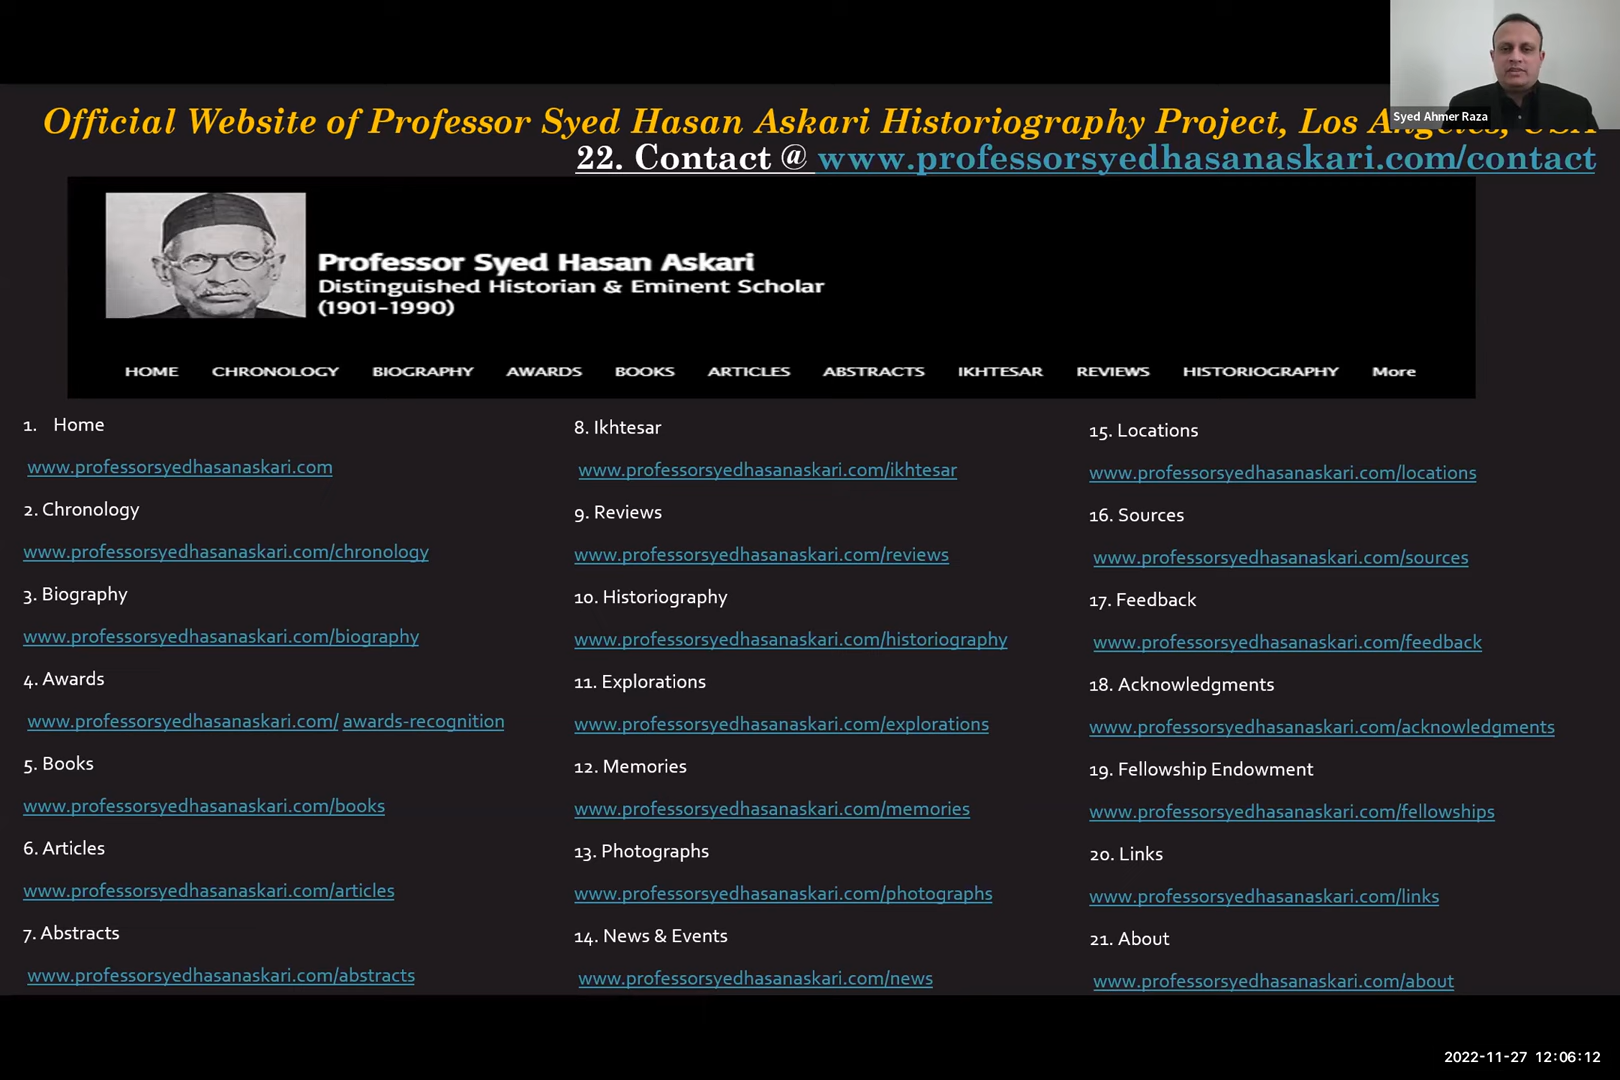 Official Website of Professor Syed Hasan Askari Historiography Project, Los Angeles, USA
Syed Ahmer Raza
22. Contact @ www.professorsyedhasanaskari.com/contact
Professor Syed Hasan Askari
Distinguished Historian & Eminent Scholar
(1901-1990)
HOME CHRONOLOGY BIOGRAPHY AWARDS BOOKS ARTICLES ABSTRACTS IKHTESAR REVIEWS HISTORIOGRAPHY More
1. Home
www.professorsyedhasanaskari.com
2. Chronology
www.professorsyedhasanaskari.com/chronology
3. Biography
www.professorsyedhasanaskari.com/biography
4. Awards
www.professorsyedhasanaskari.com/ awards-recognition
5. Books
www.professorsyedhasanaskari.com/books
6. Articles
www.professorsyedhasanaskari.com/articles
7. Abstracts
www.professorsyedhasanaskari.com/abstracts
8. Ikhtesar
www.professorsyedhasanaskari.com/ikhtesar
9. Reviews
www.professorsyedhasanaskari.com/reviews
10. Historiography
www.professorsyedhasanaskari.com/historiography
11. Explorations
www.professorsyedhasanaskari.com/explorations
12. Memories
www.professorsyedhasanaskari.com/memories
13. Photographs
www.professorsyedhasanaskari.com/photographs
14. News & Events
www.professorsyedhasanaskari.com/news
15. Locations
www.professorsyedhasanaskari.com/locations
16. Sources
www.professorsyedhasanaskari.com/sources
17. Feedback
www.professorsyedhasanaskari.com/feedback
18. Acknowledgments
www.professorsyedhasanaskari.com/acknowledgments
19. Fellowship Endowment
www.professorsyedhasanaskari.com/fellowships
20. Links
www.professorsyedhasanaskari.com/links
21. About
www.professorsyedhasanaskari.com/about
2022-11-27 12:06:12